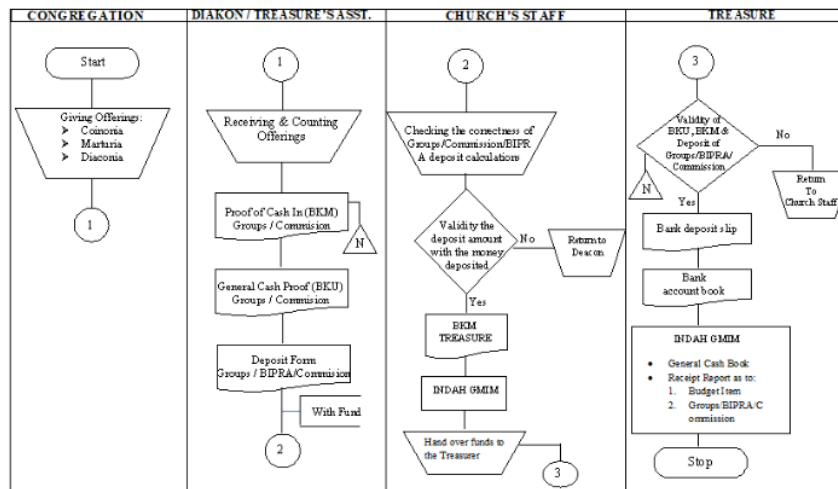 CONGREGATION
Start
Giving Offerings:
➤ Coinonia
➤ Marturia
➤ Diaconia
1
DIAKON / TREASURE'S ASST.
1
Receiving & Counting
Offerings
Proof of Cash In (BKM)
Groups / Commision
N
General Cash Proof (BKU)
Groups / Commision
Deposit Form
Groups / BIPRA/Commision
With Fund
2
CHURCH'S STAFF
2
Checking the correctness of
Groups/Commission/BIPR
A deposit calculations
Validity the
deposit amount
with the money
deposited
No
Return to
Deacon
Yes
BKM
TREASURE
INDAH GMIM
Hand over funds to
the Treasurer
3
TREASURE
3
Validity of
BKU, BKM &
Deposit of
Groups/BIPRA/
Commission
No
N
Return
To
Church Staff
Yes
Bank deposit slip
Bank
account book
INDAH GMIM
• General Cash Book
• Receipt Report as to:
1. Budget Item
2. Groups/BIPRA/C
ommission
Stop